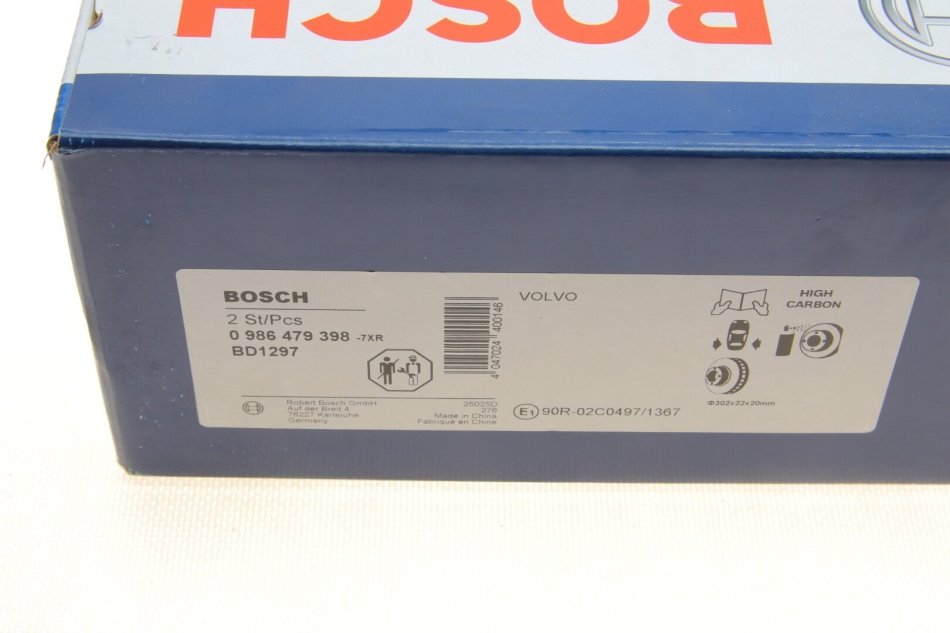 BOSCH
BOSCH
2 St/Pcs
0 986 479 398 -7XR
BD1297
4 047024 400146
VOLVO
HIGH
CARBON
Φ302x22x20mm
Robert Bosch GmbH
Auf der Breit 4
76227 Karlsruhe
Germany
25025D
276
Made in China
Fabriqué en Chine
E1 90R-02C0497/1367